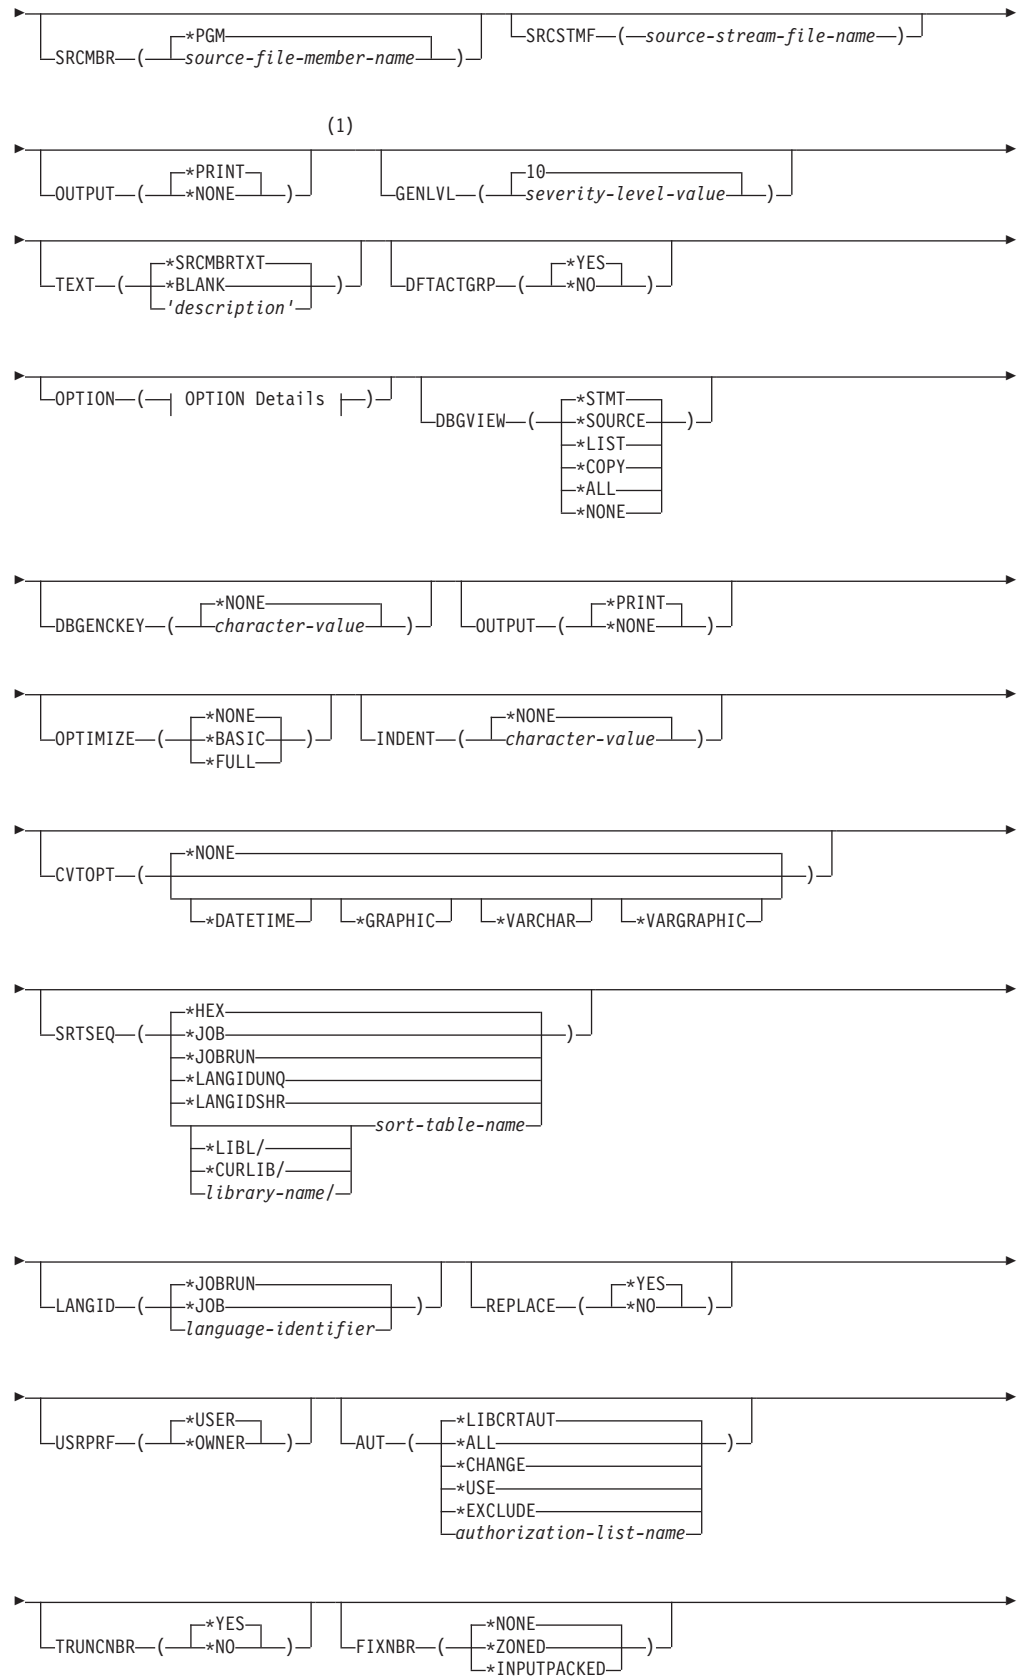 *PGM
SRCMBR ( source-file-member-name )
SRCSTMF ( source-stream-file-name )
(1)
*PRINT
OUTPUT ( *NONE )
10
GENLVL ( severity-level-value )
*SRCMBRTXT
TEXT ( *BLANK )
'description'
*YES
DFTACTGRP ( *NO )
OPTION ( OPTION Details )
*STMT
DBGVIEW ( *SOURCE )
*LIST
*COPY
*ALL
*NONE
*NONE
DBGENCKEY ( character-value )
*PRINT
OUTPUT ( *NONE )
*NONE
OPTIMIZE ( *BASIC )
*FULL
*NONE
INDENT ( character-value )
*NONE
CVTOPT ( )
*DATETIME *GRAPHIC *VARCHAR *VARGRAPHIC
*HEX
SRTSEQ ( *JOB )
*JOBRUN
*LANGIDUNQ
*LANGIDSHR
sort-table-name
*LIBL/
*CURLIB/
library-name/
*JOBRUN
LANGID ( *JOB )
language-identifier
*YES
REPLACE ( *NO )
*USER
USRPRF ( *OWNER )
*LIBCRTAUT
AUT ( *ALL )
*CHANGE
*USE
*EXCLUDE
authorization-list-name
*YES
TRUNCNBR ( *NO )
*NONE
FIXNBR ( *ZONED )
*INPUTPACKED